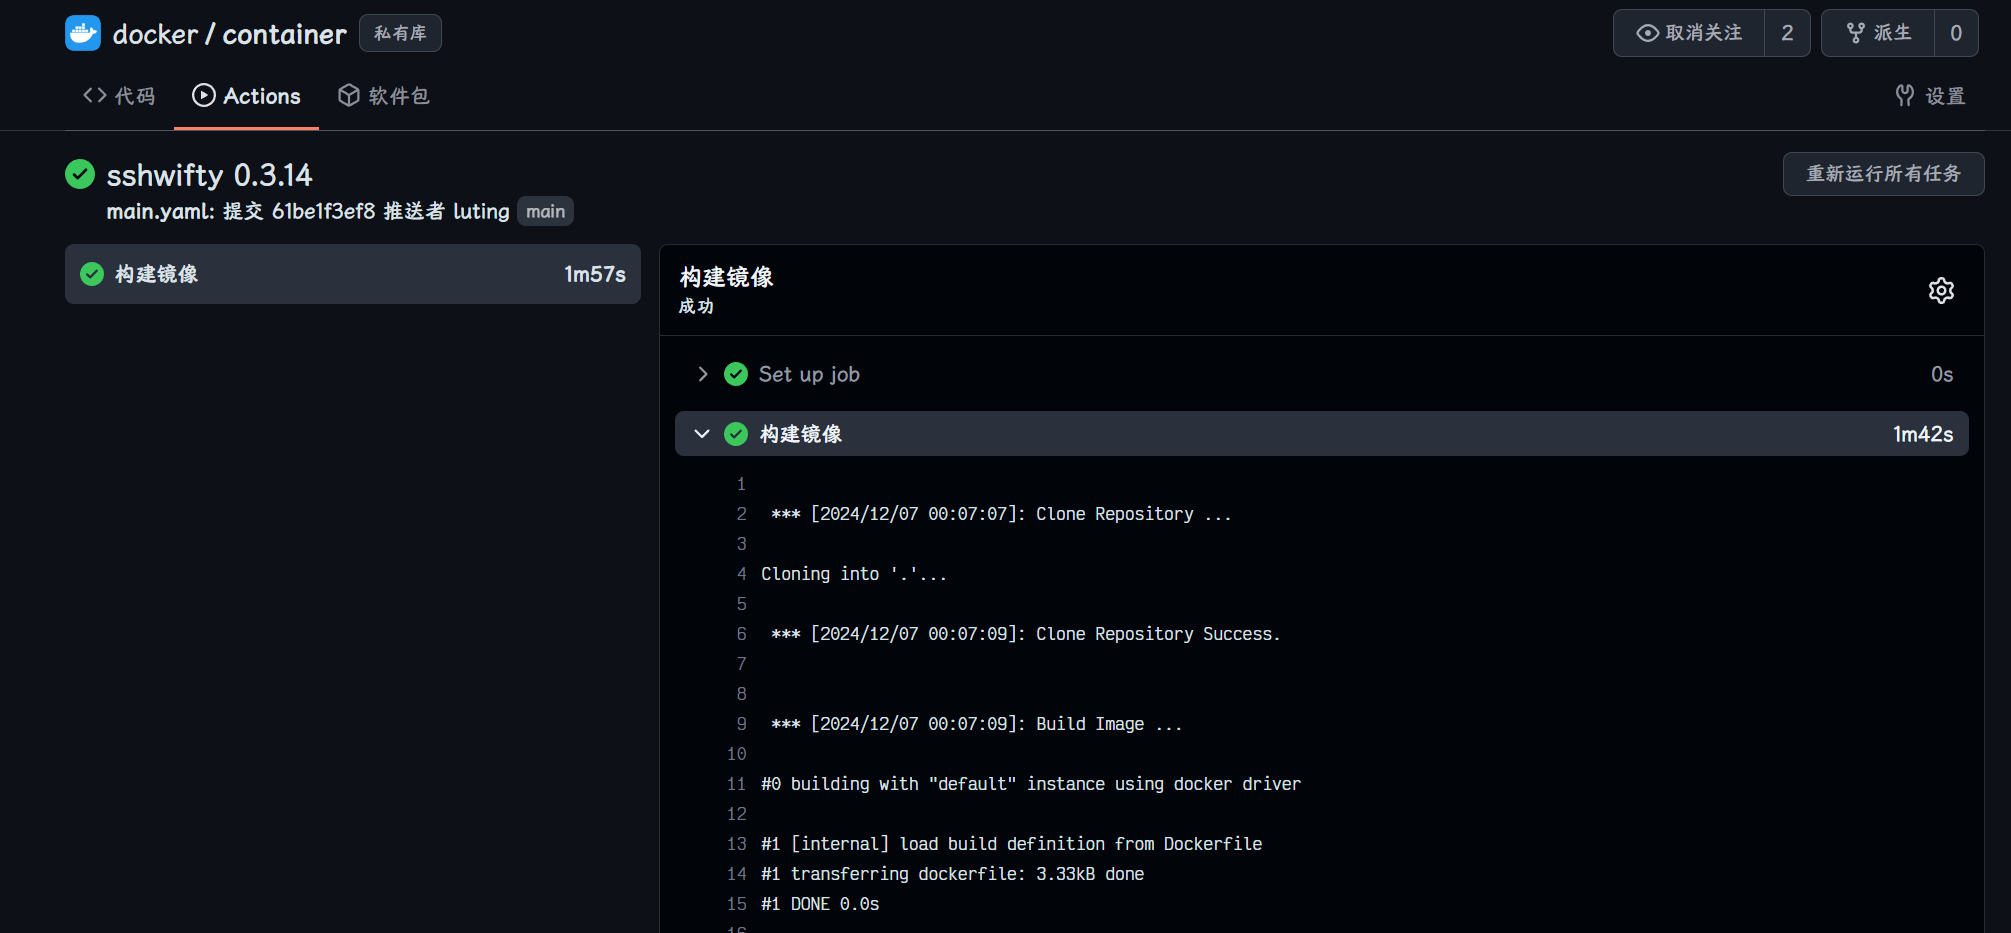 docker / container 私有库
取消关注 2 派生 0
代码 Actions 软件包 设置
sshwifty 0.3.14
重新运行所有任务
main.yaml: 提交 61be1f3ef8 推送者 luting main
构建镜像 1m57s
构建镜像
成功
Set up job 0s
构建镜像 1m42s
1
2 *** [2024/12/07 00:07:07]: Clone Repository ...
3
4 Cloning into '.'...
5
6 *** [2024/12/07 00:07:09]: Clone Repository Success.
7
8
9 *** [2024/12/07 00:07:09]: Build Image ...
10
11 #0 building with "default" instance using docker driver
12
13 #1 [internal] load build definition from Dockerfile
14 #1 transferring dockerfile: 3.33kB done
15 #1 DONE 0.0s
16